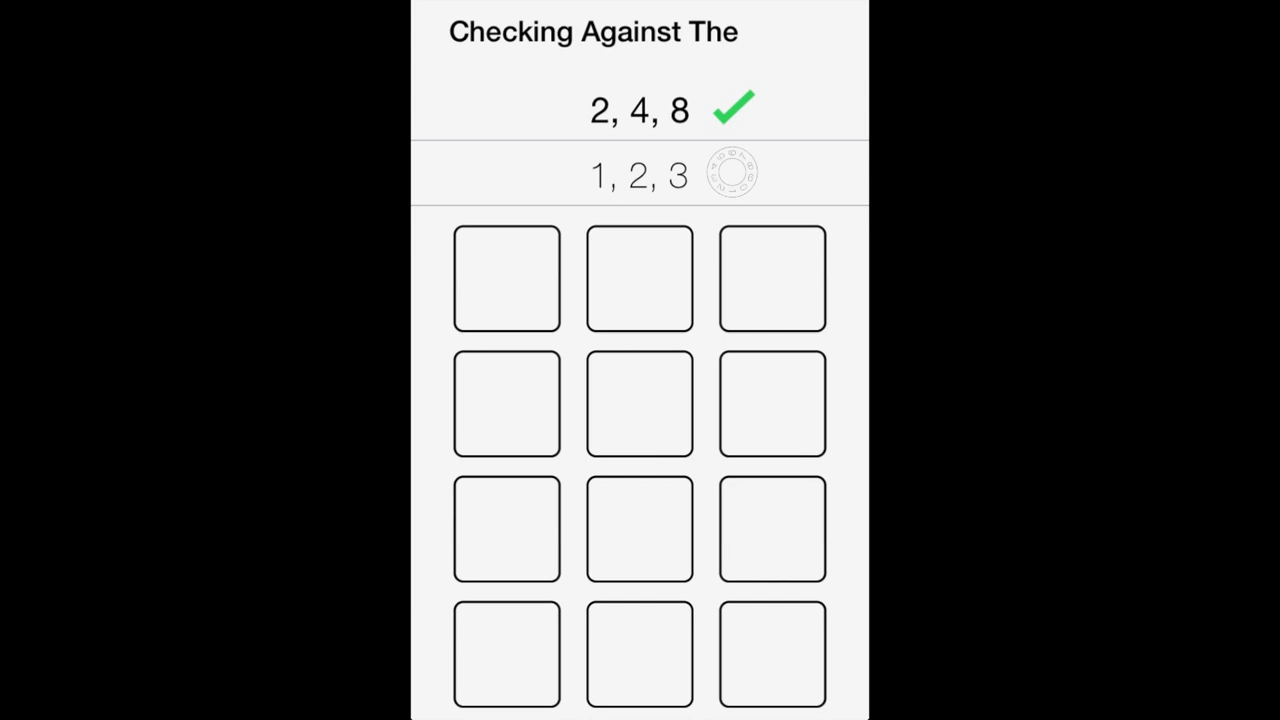 Checking Against The
2, 4, 8
1, 2, 3